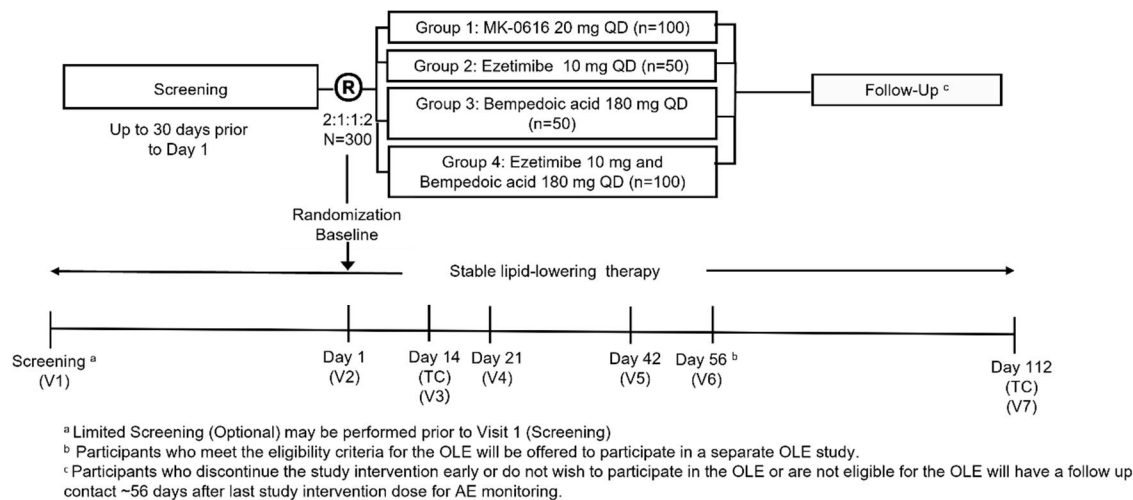 Group 1: MK-0616 20 mg QD (n=100)
Group 2: Ezetimibe 10 mg QD (n=50)
Screening
R
Group 3: Bempedoic acid 180 mg QD
(n=50)
Follow-Up c
Up to 30 days prior
to Day 1
2:1:1:2
N=300
Group 4: Ezetimibe 10 mg and
Bempedoic acid 180 mg QD (n=100)
Randomization
Baseline
Stable lipid-lowering therapy
Screening a
(V1)
Day 1
(V2)
Day 14
(TC)
(V3)
Day 21
(V4)
Day 42
(V5)
Day 56 b
(V6)
Day 112
(TC)
(V7)
a Limited Screening (Optional) may be performed prior to Visit 1 (Screening)
b Participants who meet the eligibility criteria for the OLE will be offered to participate in a separate OLE study.
c Participants who discontinue the study intervention early or do not wish to participate in the OLE or are not eligible for the OLE will have a follow up
contact ~56 days after last study intervention dose for AE monitoring.